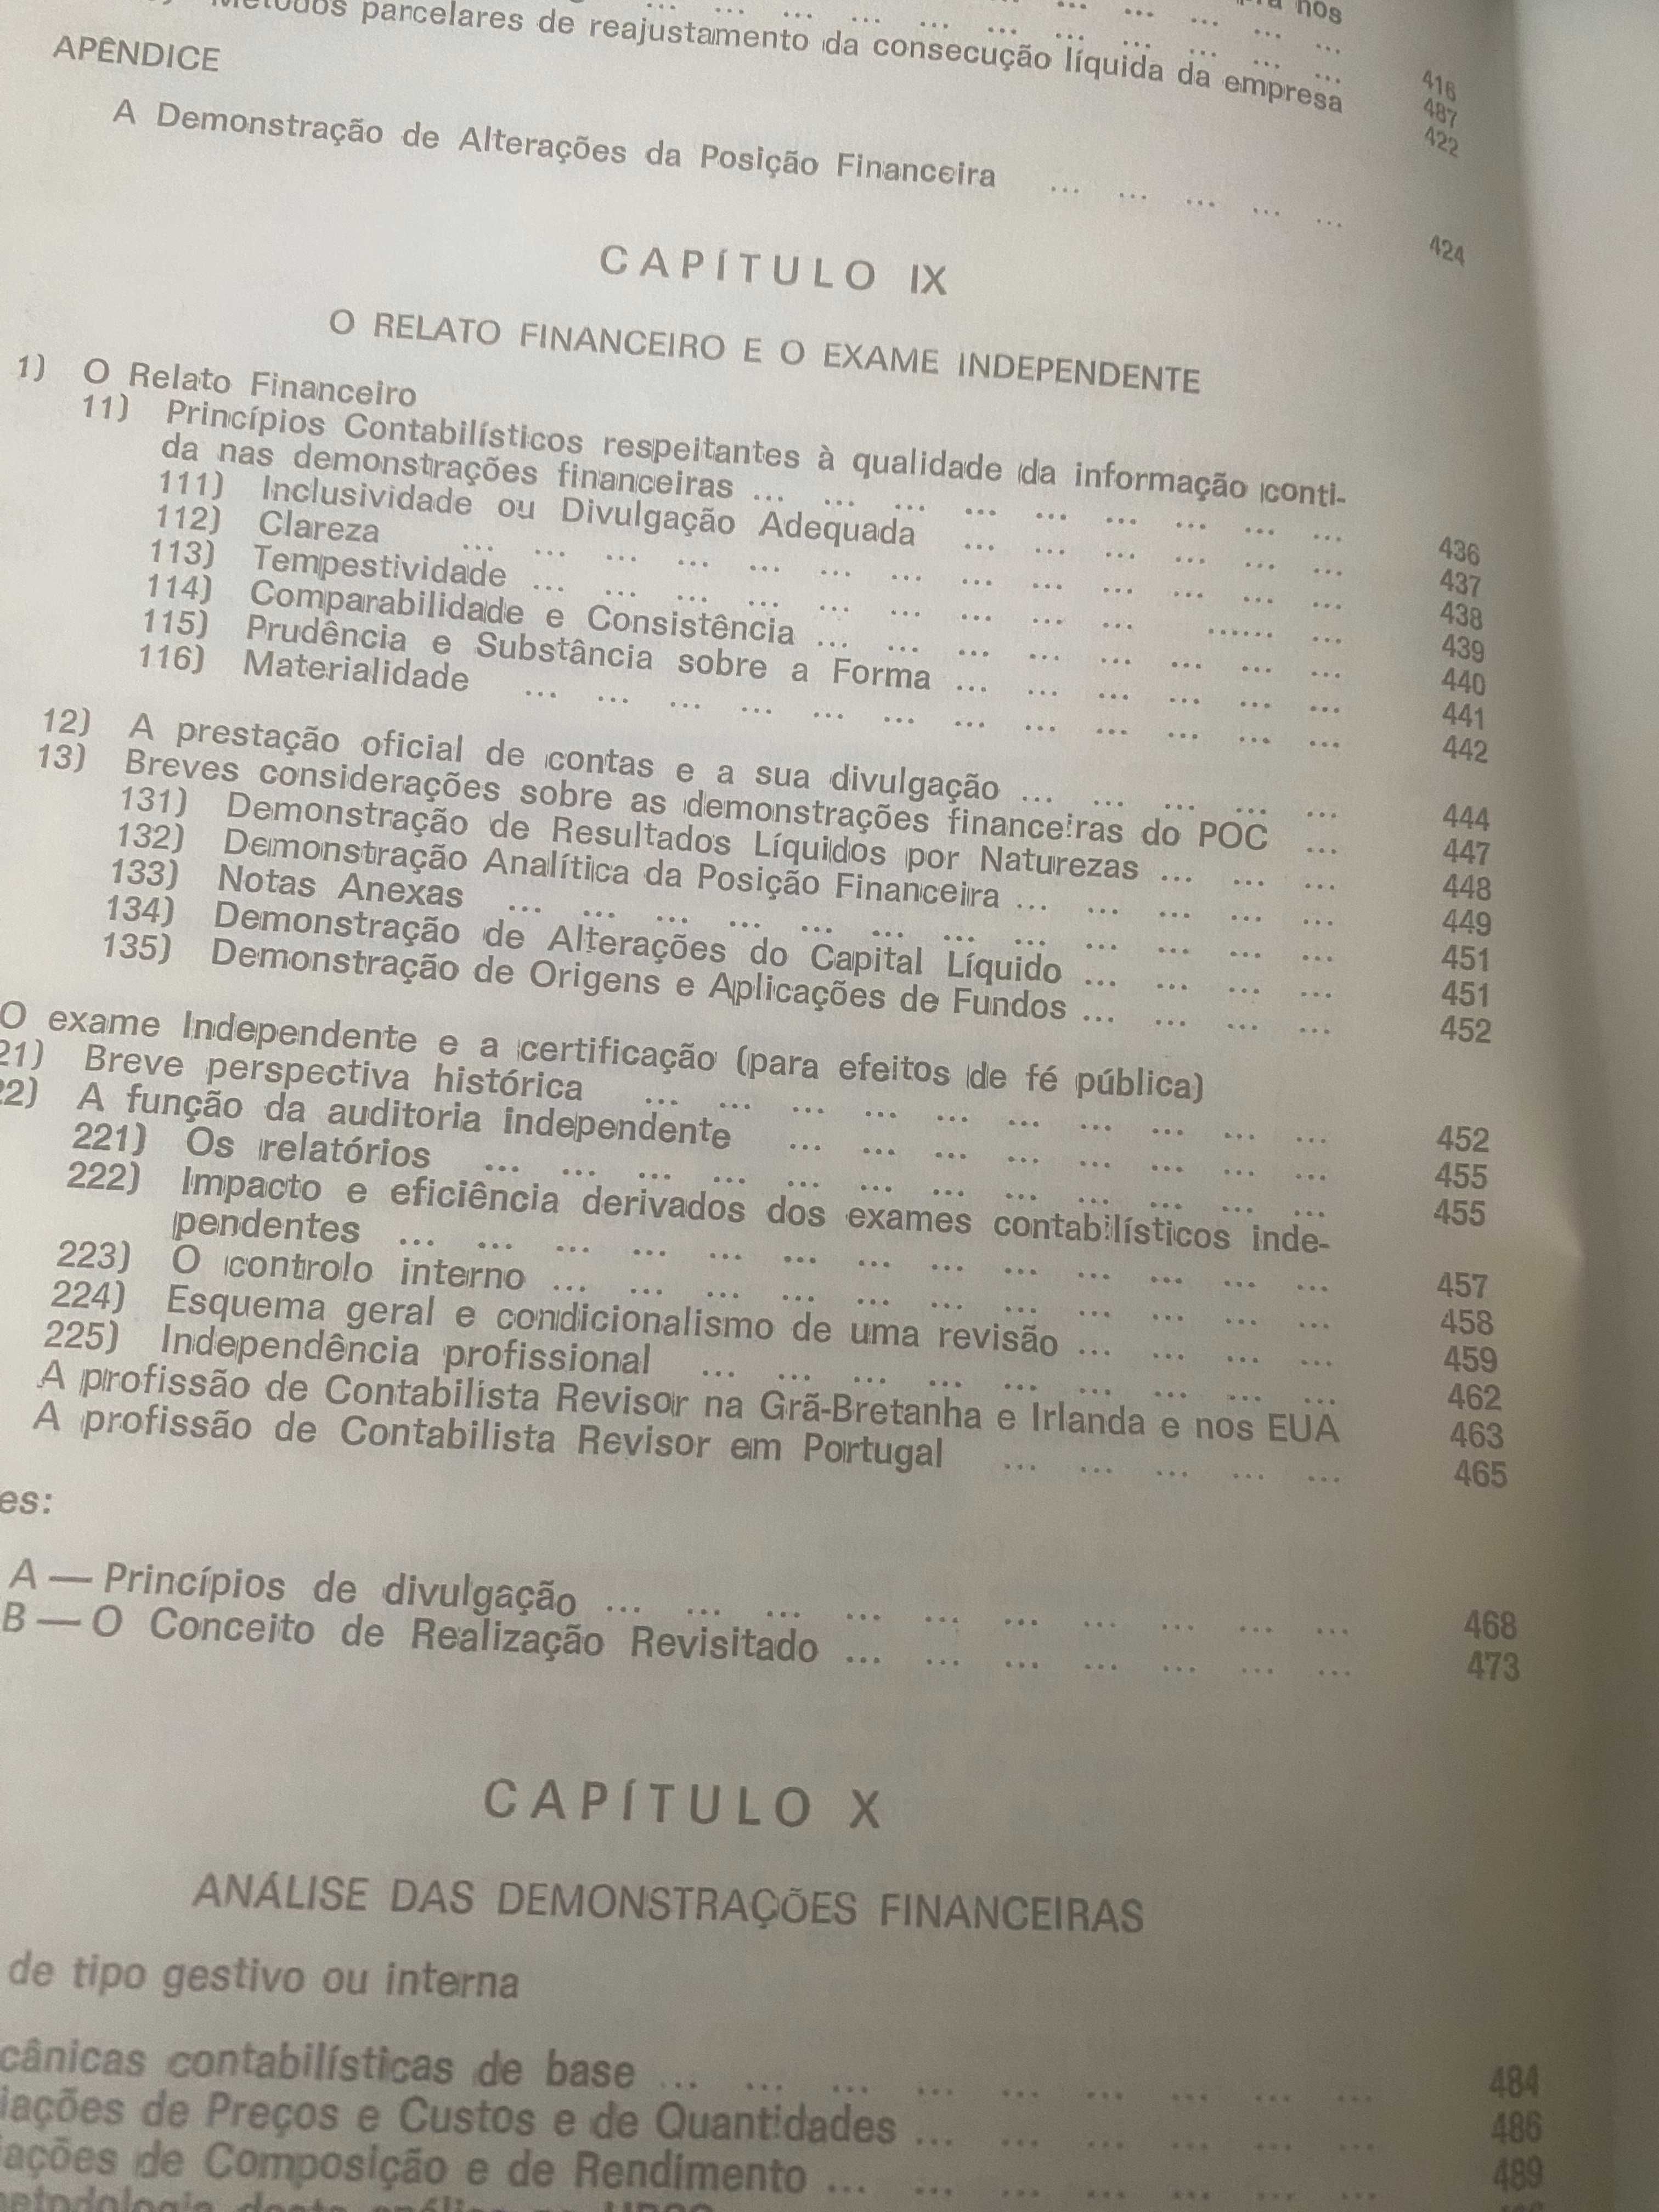 nos
... ... ... ... ... ... ... ... ... ... ... 416
... ... ... ... ... ... 487
parcelares de reajustamento da consecução líquida da empresa 422
APÊNDICE
A Demonstração de Alterações da Posição Financeira ... ... ... ... ... 424
CAPÍTULO IX
O RELATO FINANCEIRO E O EXAME INDEPENDENTE
1) O Relato Financeiro
11) Princípios Contabilísticos respeitantes à qualidade da informação conti-
da nas demonstrações financeiras ... ... ... ... ... ... ... ... ... 436
111) Inclusividade ou Divulgação Adequada ... ... ... ... ... ... 437
112) Clareza ... ... ... ... ... ... ... ... ... ... ... ... ... 438
113) Tempestividade ... ... ... ... ... ... ... ... ... ...... ... 439
114) Comparabilidade e Consistência ... ... ... ... ... ... ... ... 440
115) Prudência e Substância sobre a Forma ... ... ... ... ... ... 441
116) Materialidade ... ... ... ... ... ... ... ... ... ... ... ... 442
12) A prestação oficial de contas e a sua divulgação ... ... ... ... ... 444
13) Breves considerações sobre as demonstrações financeiras do POC ... 447
131) Demonstração de Resultados Líquidos por Naturezas ... ... ... 448
132) Demonstração Analítica da Posição Financeira ... ... ... ... ... 449
133) Notas Anexas ... ... ... ... ... ... ... ... ... ... ... ... 451
134) Demonstração de Alterações do Capital Líquido ... ... ... ... 451
135) Demonstração de Origens e Aplicações de Fundos ... ... ... ... 452
O exame Independente e a certificação (para efeitos de fé pública)
21) Breve perspectiva histórica ... ... ... ... ... ... ... ... ... ... 452
22) A função da auditoria independente ... ... ... ... ... ... ... ... 455
221) Os relatórios ... ... ... ... ... ... ... ... ... ... ... ... 455
222) Impacto e eficiência derivados dos exames contabilísticos inde-
pendentes ... ... ... ... ... ... ... ... ... ... ... ... ... 457
223) O controlo interno ... ... ... ... ... ... ... ... ... ... ... 458
224) Esquema geral e condicionalismo de uma revisão ... ... ... ... 459
225) Independência profissional ... ... ... ... ... ... ... ... ... 462
A profissão de Contabilista Revisor na Grã-Bretanha e Irlanda e nos EUA 463
A profissão de Contabilista Revisor em Portugal ... ... ... ... ... 465
es:
A — Princípios de divulgação ... ... ... ... ... ... ... ... ... ... 468
B — O Conceito de Realização Revisitado ... ... ... ... ... ... ... 473
CAPÍTULO X
ANÁLISE DAS DEMONSTRAÇÕES FINANCEIRAS
de tipo gestivo ou interna
cânicas contabilísticas de base ... ... ... ... ... ... ... ... ... 484
iações de Preços e Custos e de Quantidades ... ... ... ... ... ... 486
iações de Composição e de Rendimento ... ... ... ... ... ... ... 489